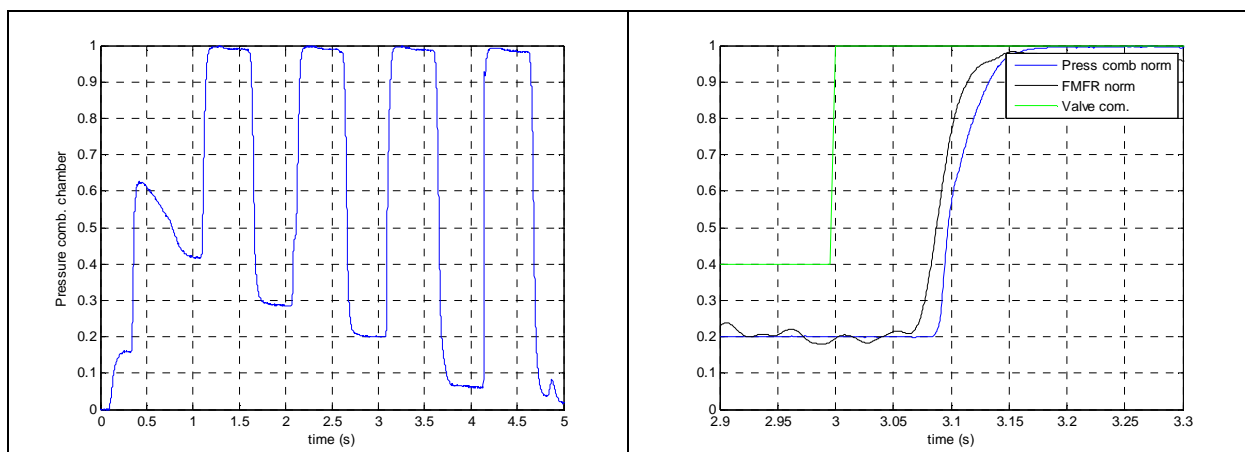 1
0.9
0.8
0.7
0.6
0.5
0.4
0.3
0.2
0.1
0
Pressure comb. chamber
0 0.5 1 1.5 2 2.5 3 3.5 4 4.5 5
time (s)
1
0.9
0.8
0.7
0.6
0.5
0.4
0.3
0.2
0.1
0
Press comb norm
FMFR norm
Valve com.
2.9 2.95 3 3.05 3.1 3.15 3.2 3.25 3.3
time (s)